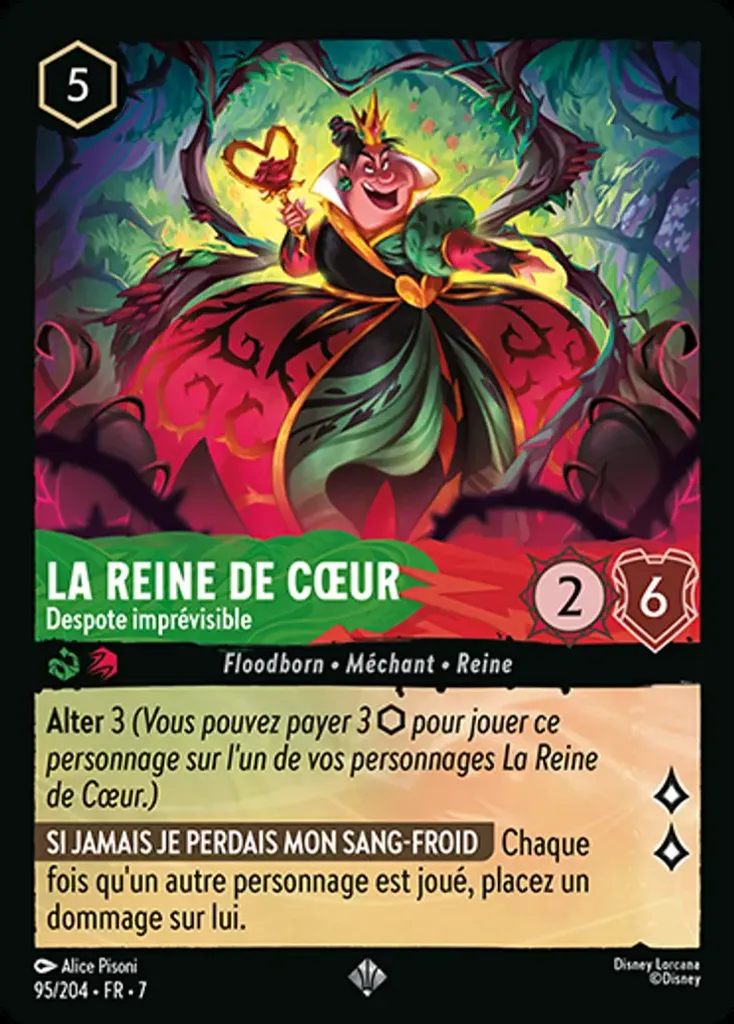 5
LA REINE DE CŒUR
Despote imprévisible
2
6
Floodborn • Méchant • Reine
Alter 3 (Vous pouvez payer 3 ⬡ pour jouer ce
personnage sur l'un de vos personnages La Reine
de Cœur.)
SI JAMAIS JE PERDAIS MON SANG-FROID Chaque
fois qu'un autre personnage est joué, placez un
dommage sur lui.
Alice Pisoni
95/204 • FR • 7
Disney Lorcana
©Disney